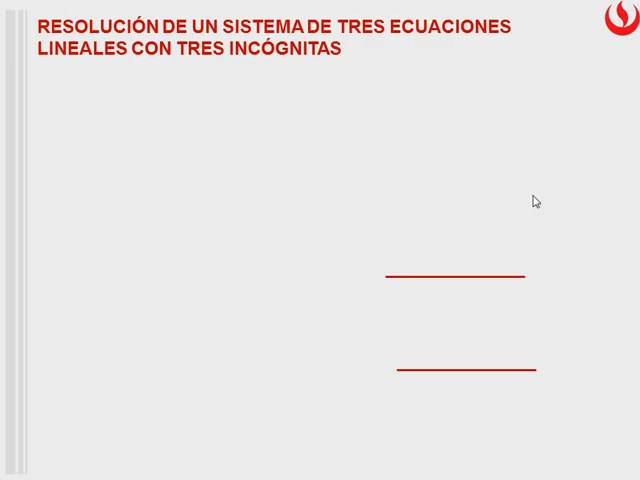 RESOLUCIÓN DE UN SISTEMA DE TRES ECUACIONES
LINEALES CON TRES INCÓGNITAS